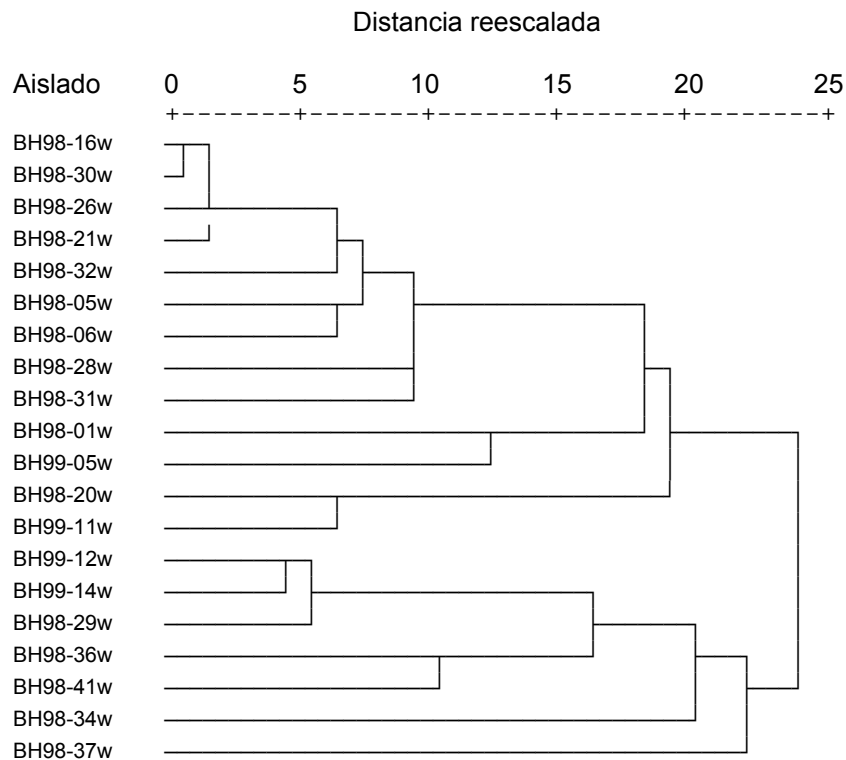 Distancia reescalada
Aislado 0 5 10 15 20 25
+----+----+----+----+----+
BH98-16w
BH98-30w
BH98-26w
BH98-21w
BH98-32w
BH98-05w
BH98-06w
BH98-28w
BH98-31w
BH98-01w
BH99-05w
BH98-20w
BH99-11w
BH99-12w
BH99-14w
BH98-29w
BH98-36w
BH98-41w
BH98-34w
BH98-37w